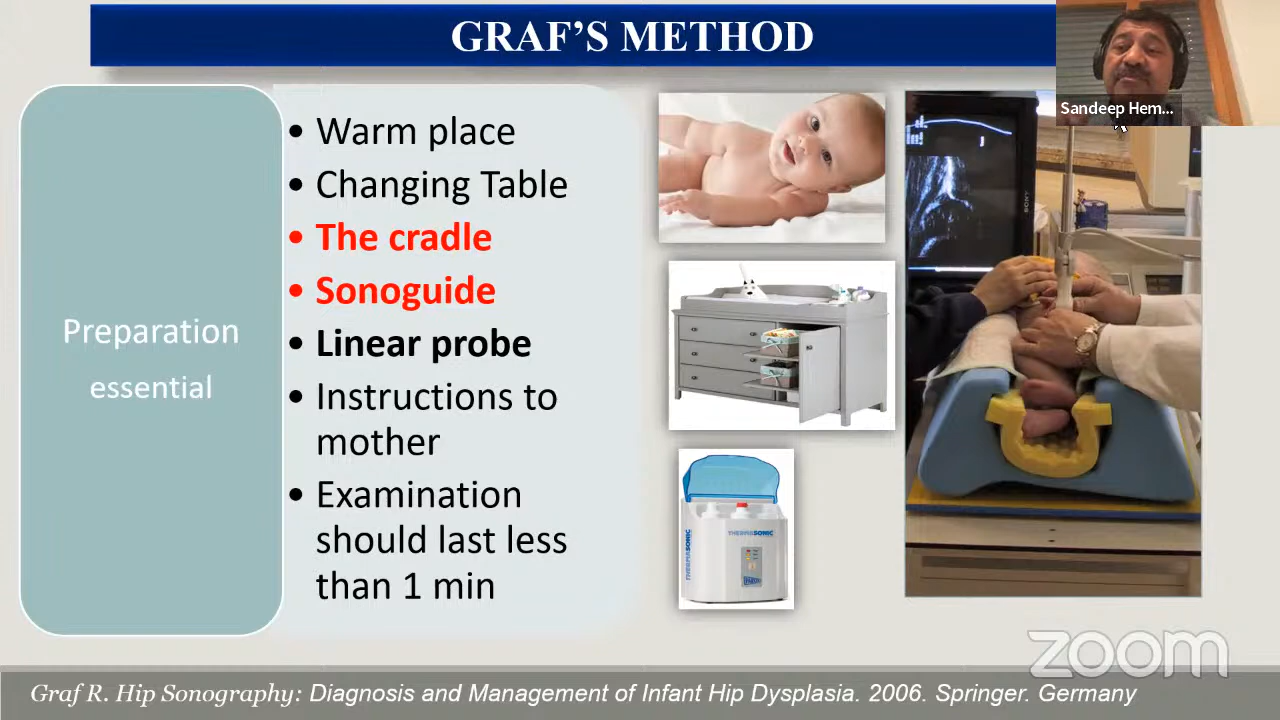 GRAF'S METHOD
Sandeep Hem...
• Warm place
• Changing Table
• The cradle
• Sonoguide
• Linear probe
• Instructions to
mother
• Examination
should last less
than 1 min
Preparation
essential
SONY
THERMASONIC
THERMASONIC
PARKER
zoom
Graf R. Hip Sonography: Diagnosis and Management of Infant Hip Dysplasia. 2006. Springer. Germany